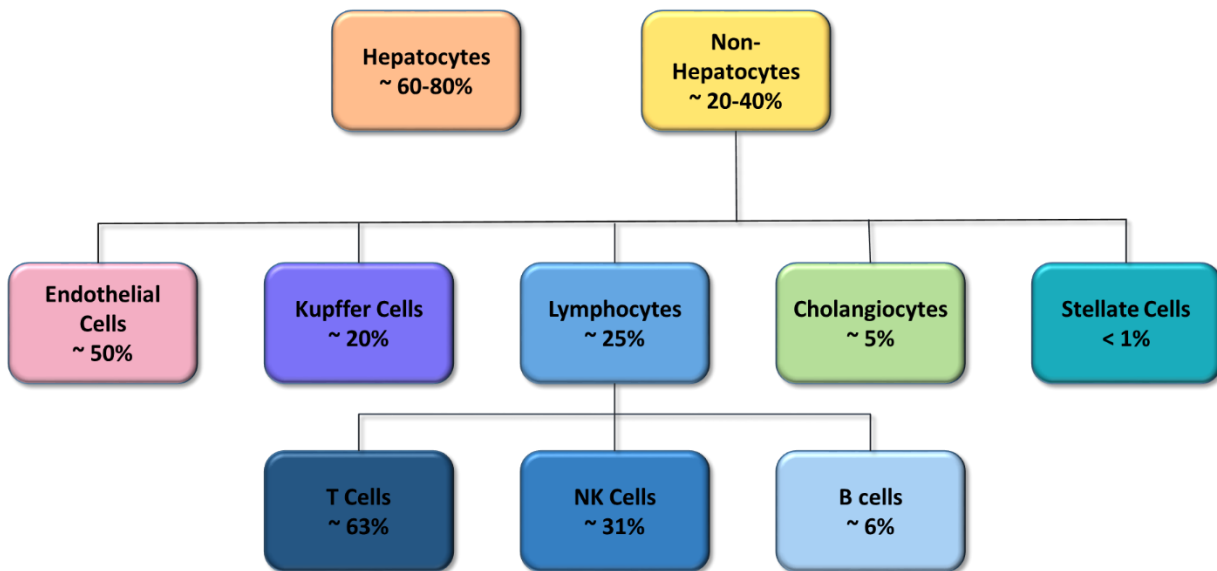 Hepatocytes
~ 60-80%
Non-
Hepatocytes
~ 20-40%
Endothelial
Cells
~ 50%
Kupffer Cells
~ 20%
Lymphocytes
~ 25%
Cholangiocytes
~ 5%
Stellate Cells
< 1%
T Cells
~ 63%
NK Cells
~ 31%
B cells
~ 6%